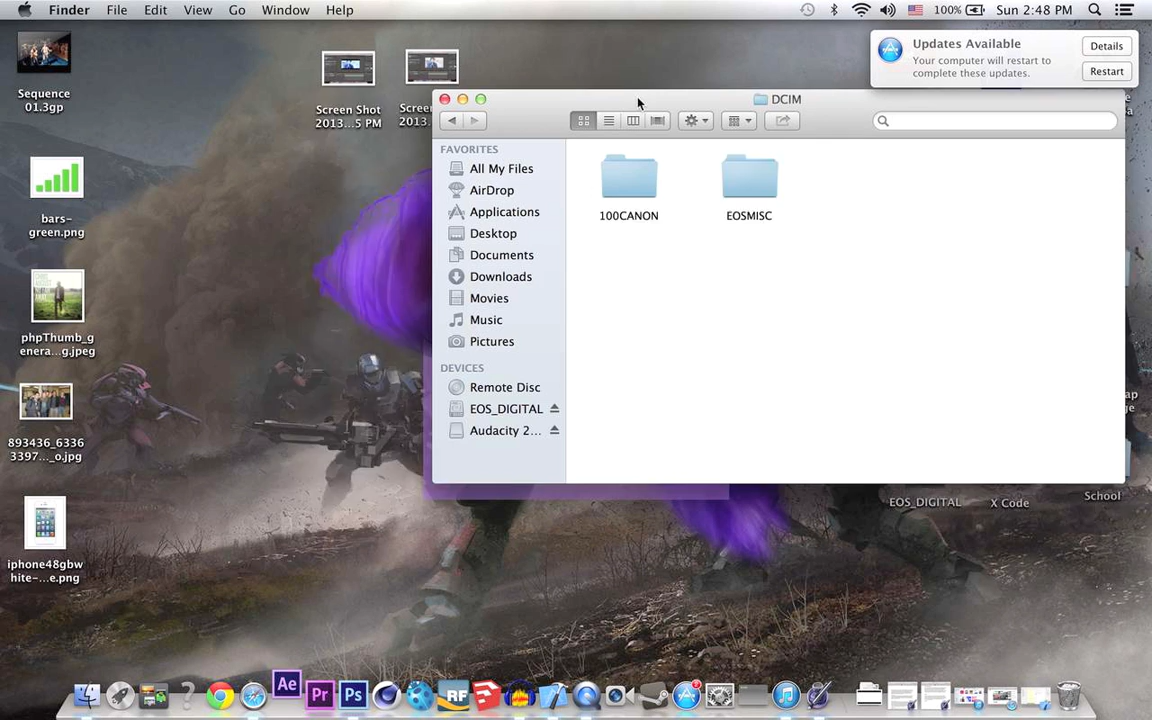 Finder File Edit View Go Window Help 100% Sun 2:48 PM
Updates Available
Your computer will restart to
complete these updates.
Details
Restart
Sequence
01.3gp
Screen Shot
2013...5 PM
Scree
2013.
bars-
green.png
phpThumb_g
enera...g.jpeg
893436_6336
3397..._o.jpg
iphone48gbw
hite-...e.png
DCIM
FAVORITES
All My Files
AirDrop
Applications
Desktop
Documents
Downloads
Movies
Music
Pictures
DEVICES
Remote Disc
EOS_DIGITAL
Audacity 2...
100CANON
EOSMISC
EOS_DIGITAL
X Code
School
Ae
Pr
Ps
RF